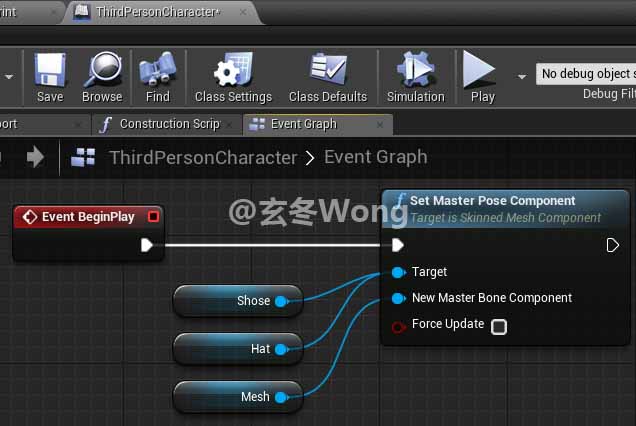 rint
ThirdPersonCharacter*
Save
Browse
Find
Class Settings
Class Defaults
Simulation
Play
No debug object s
Debug Filt
port
Construction Scrip
Event Graph
ThirdPersonCharacter > Event Graph
@玄冬Wong
Event BeginPlay
Set Master Pose Component
Target is Skinned Mesh Component
Target
New Master Bone Component
Force Update
Shose
Hat
Mesh